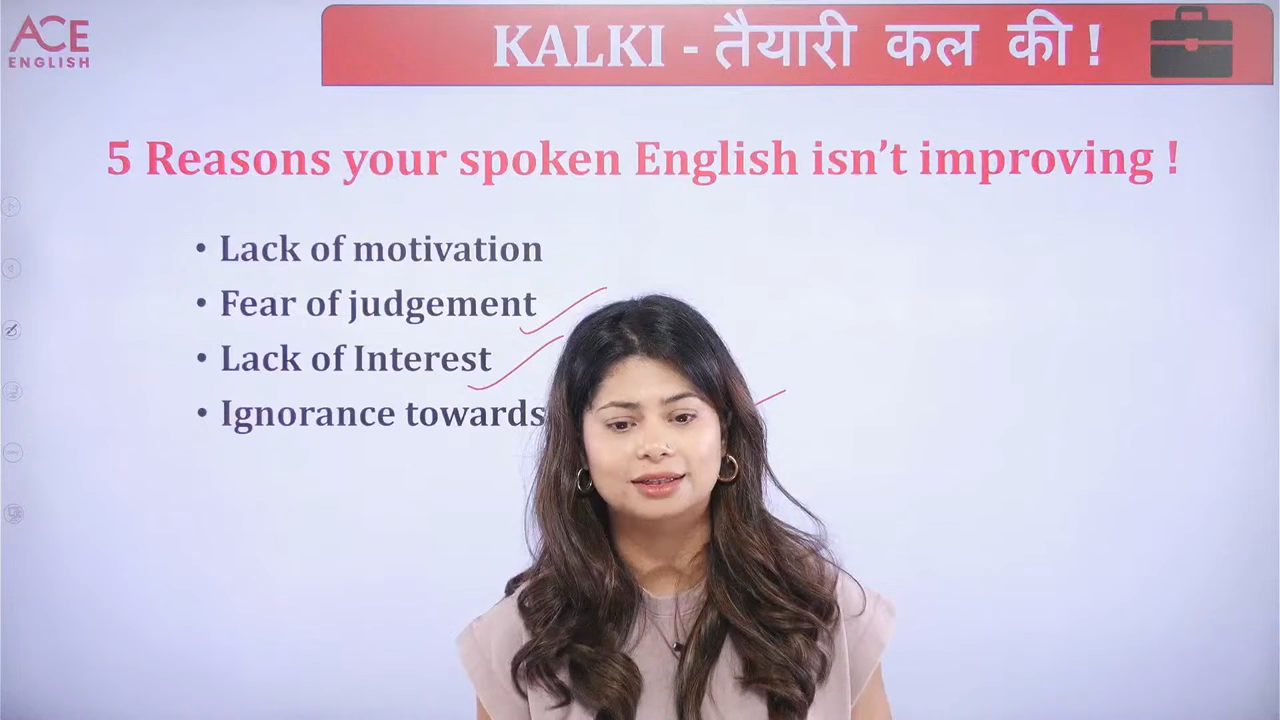 ACE
ENGLISH
KALKI - तैयारी कल की !
5 Reasons your spoken English isn't improving !
• Lack of motivation
• Fear of judgement
• Lack of Interest
• Ignorance towards